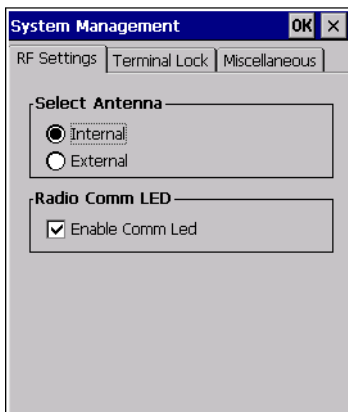 System Management OK ×
RF Settings Terminal Lock Miscellaneous
Select Antenna
Internal
External
Radio Comm LED
Enable Comm Led